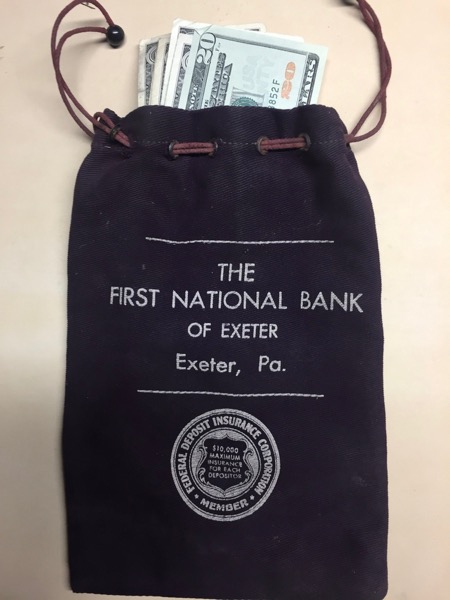 20
20
852F
THE
FIRST NATIONAL BANK
OF EXETER
Exeter, Pa.
FEDERAL DEPOSIT INSURANCE CORPORATION
$10,000
MAXIMUM
INSURANCE
FOR EACH
DEPOSITOR
• MEMBER •